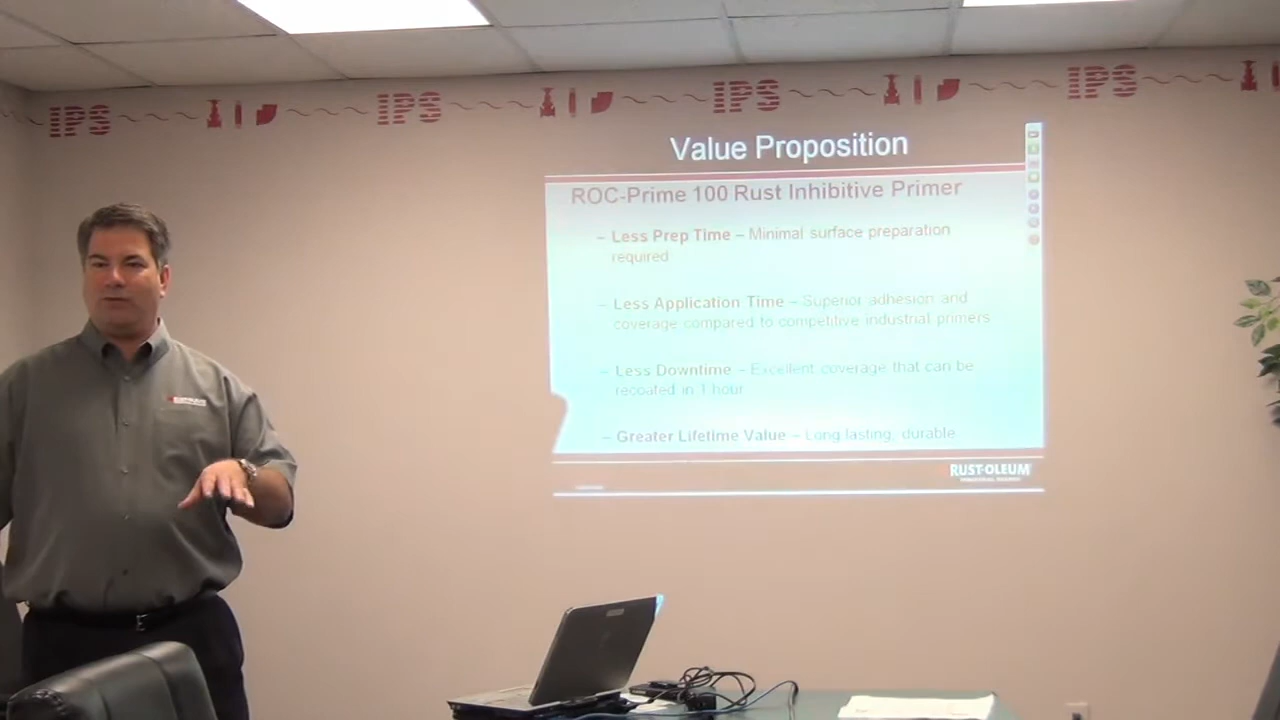 IPS
IPS
IPS
IPS
Value Proposition
ROC-Prime 100 Rust Inhibitive Primer
– Less Prep Time – Minimal surface preparation
required
– Less Application Time – Superior adhesion and
coverage compared to competitive industrial primers
– Less Downtime – Excellent coverage that can be
recoated in 1 hour
– Greater Lifetime Value – Long lasting, durable
RUST-OLEUM
INDUSTRIAL BRANDS